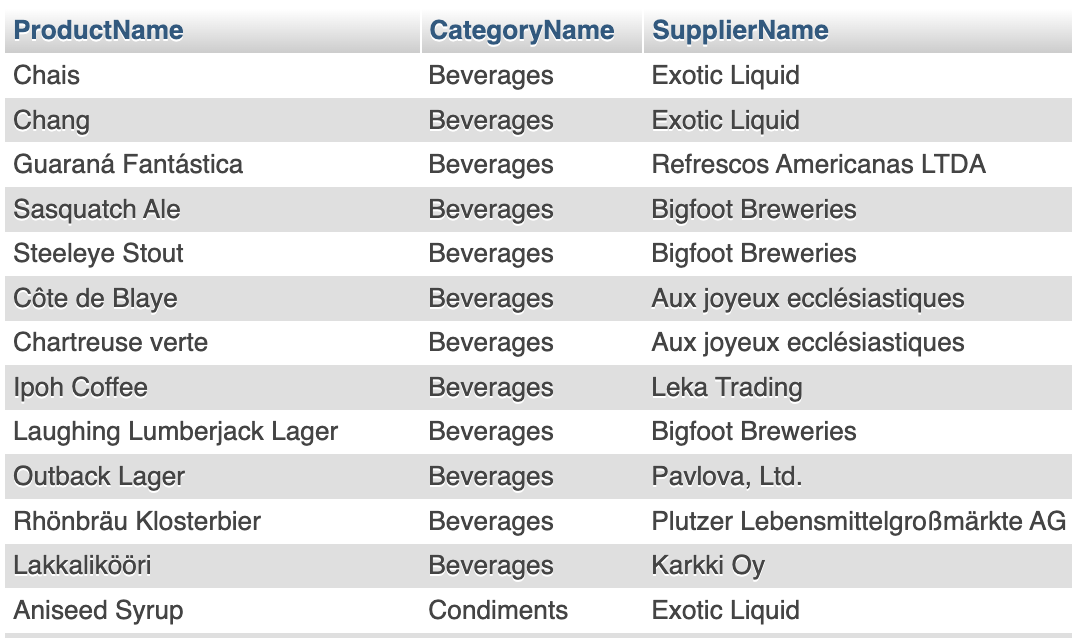 ProductName CategoryName SupplierName
Chais Beverages Exotic Liquid
Chang Beverages Exotic Liquid
Guaraná Fantástica Beverages Refrescos Americanas LTDA
Sasquatch Ale Beverages Bigfoot Breweries
Steeleye Stout Beverages Bigfoot Breweries
Côte de Blaye Beverages Aux joyeux ecclésiastiques
Chartreuse verte Beverages Aux joyeux ecclésiastiques
Ipoh Coffee Beverages Leka Trading
Laughing Lumberjack Lager Beverages Bigfoot Breweries
Outback Lager Beverages Pavlova, Ltd.
Rhönbräu Klosterbier Beverages Plutzer Lebensmittelgroßmärkte AG
Lakkalikööri Beverages Karkki Oy
Aniseed Syrup Condiments Exotic Liquid